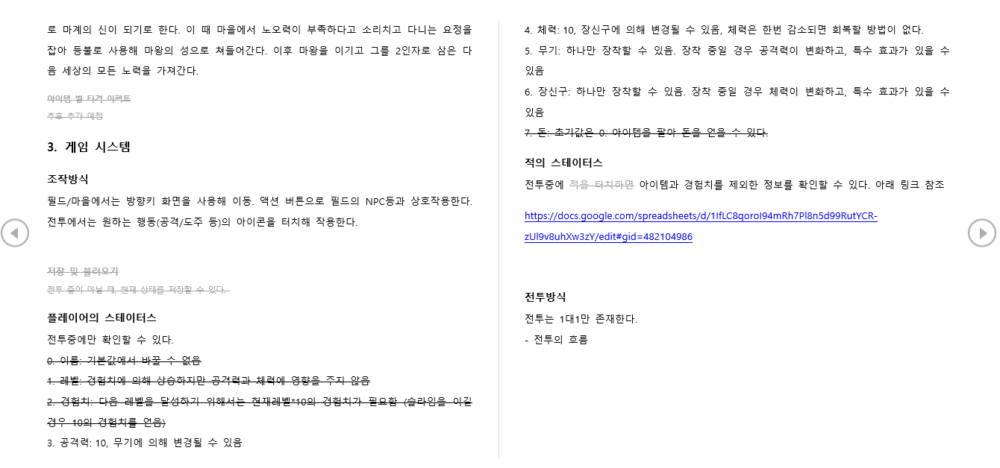 로 마계의 신이 되기로 한다. 이 때 마을에서 노오력이 부족하다고 소리치고 다니는 요정을
잡아 등불로 사용해 마왕의 성으로 쳐들어간다. 이후 마왕을 이기고 그를 2인자로 삼은 다
음 세상의 모든 노력을 가져간다.
아이템 별 타격 이펙트
추후 추가 예정
3. 게임 시스템
조작방식
필드/마을에서는 방향키 화면을 사용해 이동. 액션 버튼으로 필드의 NPC등과 상호작용한다.
전투에서는 원하는 행동(공격/도주 등)의 아이콘을 터치해 작용한다.
저장 및 불러오기
전투 중이 아닐 때, 현재 상태를 저장할 수 있다.
플레이어의 스테이터스
전투중에만 확인할 수 있다.
0. 이름: 기본값에서 바꿀 수 없음
1. 레벨: 경험치에 의해 상승하지만 공격력과 체력에 영향을 주지 않음
2. 경험치: 다음 레벨을 달성하기 위해서는 현재레벨*10의 경험치가 필요함 (슬라임을 이길
경우 10의 경험치를 얻음)
3. 공격력: 10, 무기에 의해 변경될 수 있음
4. 체력: 10, 장신구에 의해 변경될 수 있음, 체력은 한번 감소되면 회복할 방법이 없다.
5. 무기: 하나만 장착할 수 있음. 장착 중일 경우 공격력이 변화하고, 특수 효과가 있을 수
있음
6. 장신구: 하나만 장착할 수 있음. 장착 중일 경우 체력이 변화하고, 특수 효과가 있을 수
있음
7. 돈: 초기값은 0. 아이템을 팔아 돈을 얻을 수 있다.
적의 스테이터스
전투중에 적을 터치하면 아이템과 경험치를 제외한 정보를 확인할 수 있다. 아래 링크 참조
https://docs.google.com/spreadsheets/d/1IfLC8qoroI94mRh7Pl8n5d99RutYCR-
zUl9v8uhXw3zY/edit#gid=482104986
전투방식
전투는 1대1만 존재한다.
- 전투의 흐름